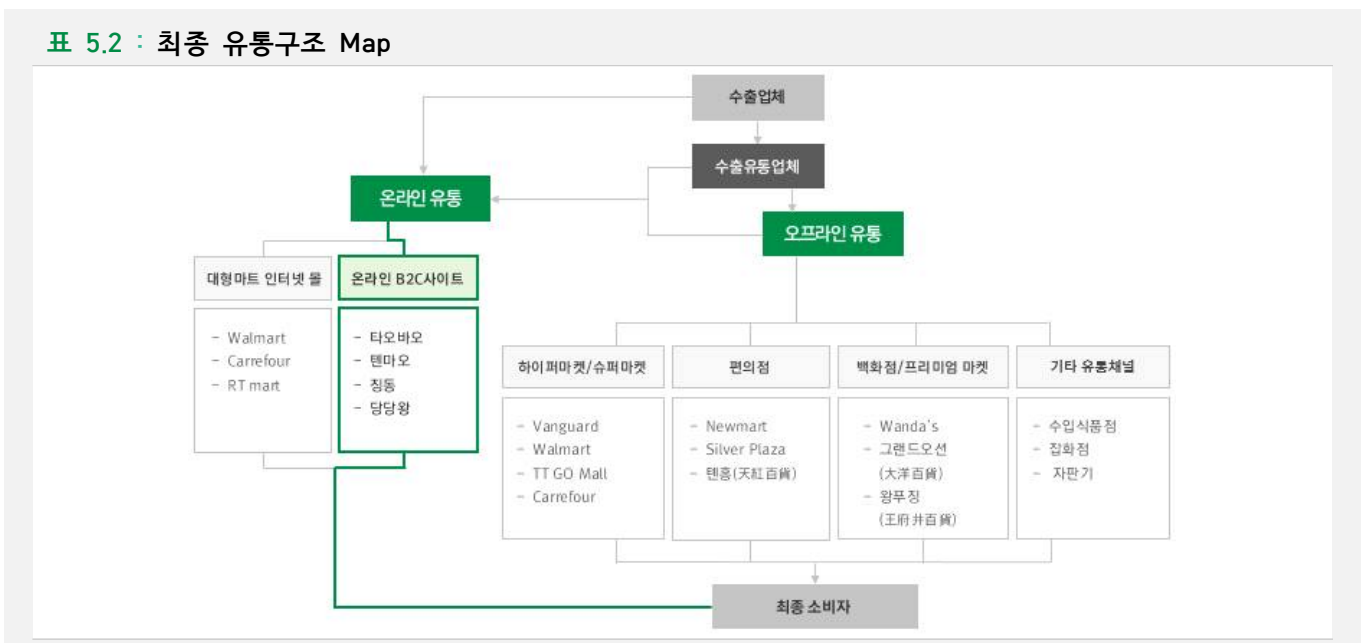 표 5.2 : 최종 유통구조 Map
수출업체
수출유통업체
온라인 유통
오프라인 유통
대형마트 인터넷 몰
온라인 B2C사이트
- Walmart
- Carrefour
- RT mart
- 타오바오
- 텐마오
- 징동
- 당당왕
하이퍼마켓/슈퍼마켓
편의점
백화점/프리미엄 마켓
기타 유통채널
- Vanguard
- Walmart
- TT GO Mall
- Carrefour
- Newmart
- Silver Plaza
- 텐홍(天紅百貨)
- Wanda's
- 그랜드오션
(大洋百貨)
- 왕푸징
(王府井百貨)
- 수입식품점
- 잡화점
- 자판기
최종 소비자